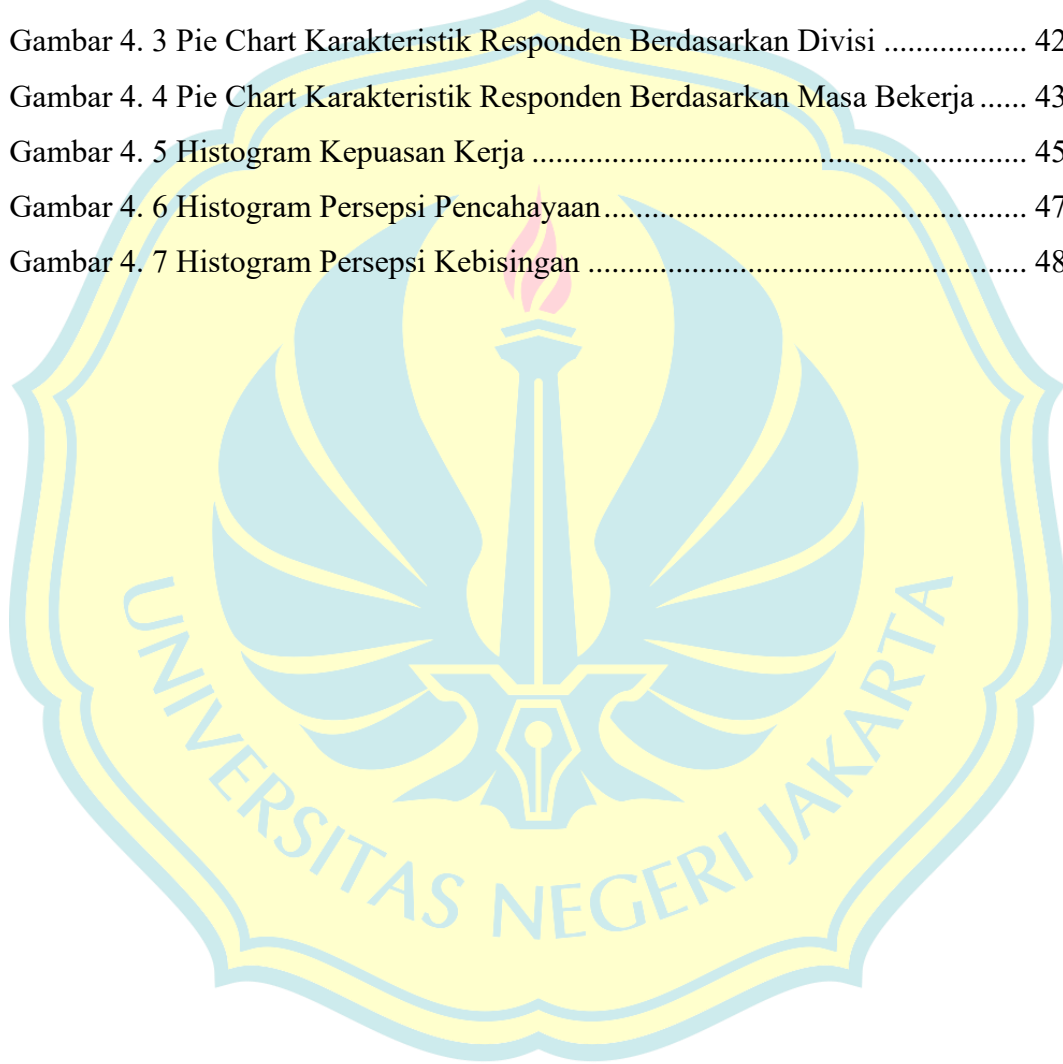 Gambar 4. 3 Pie Chart Karakteristik Responden Berdasarkan Divisi ................. 42
Gambar 4. 4 Pie Chart Karakteristik Responden Berdasarkan Masa Bekerja ...... 43
Gambar 4. 5 Histogram Kepuasan Kerja ............................................................. 45
Gambar 4. 6 Histogram Persepsi Pencahayaan.................................................... 47
Gambar 4. 7 Histogram Persepsi Kebisingan ...................................................... 48
UNIVERSITAS NEGERI JAKARTA